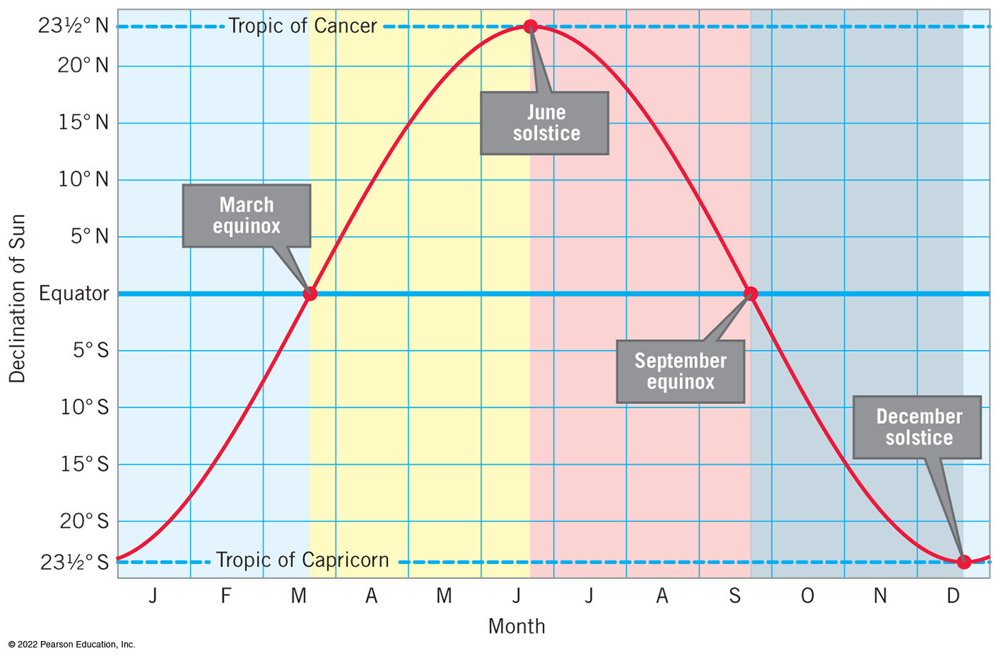 23½° N
Tropic of Cancer
20° N
June
solstice
15° N
10° N
March
equinox
5° N
Declination of Sun
Equator
5° S
September
equinox
10° S
December
solstice
15° S
20° S
23½° S
Tropic of Capricorn
J F M A M J J A S O N D
Month
© 2022 Pearson Education, Inc.